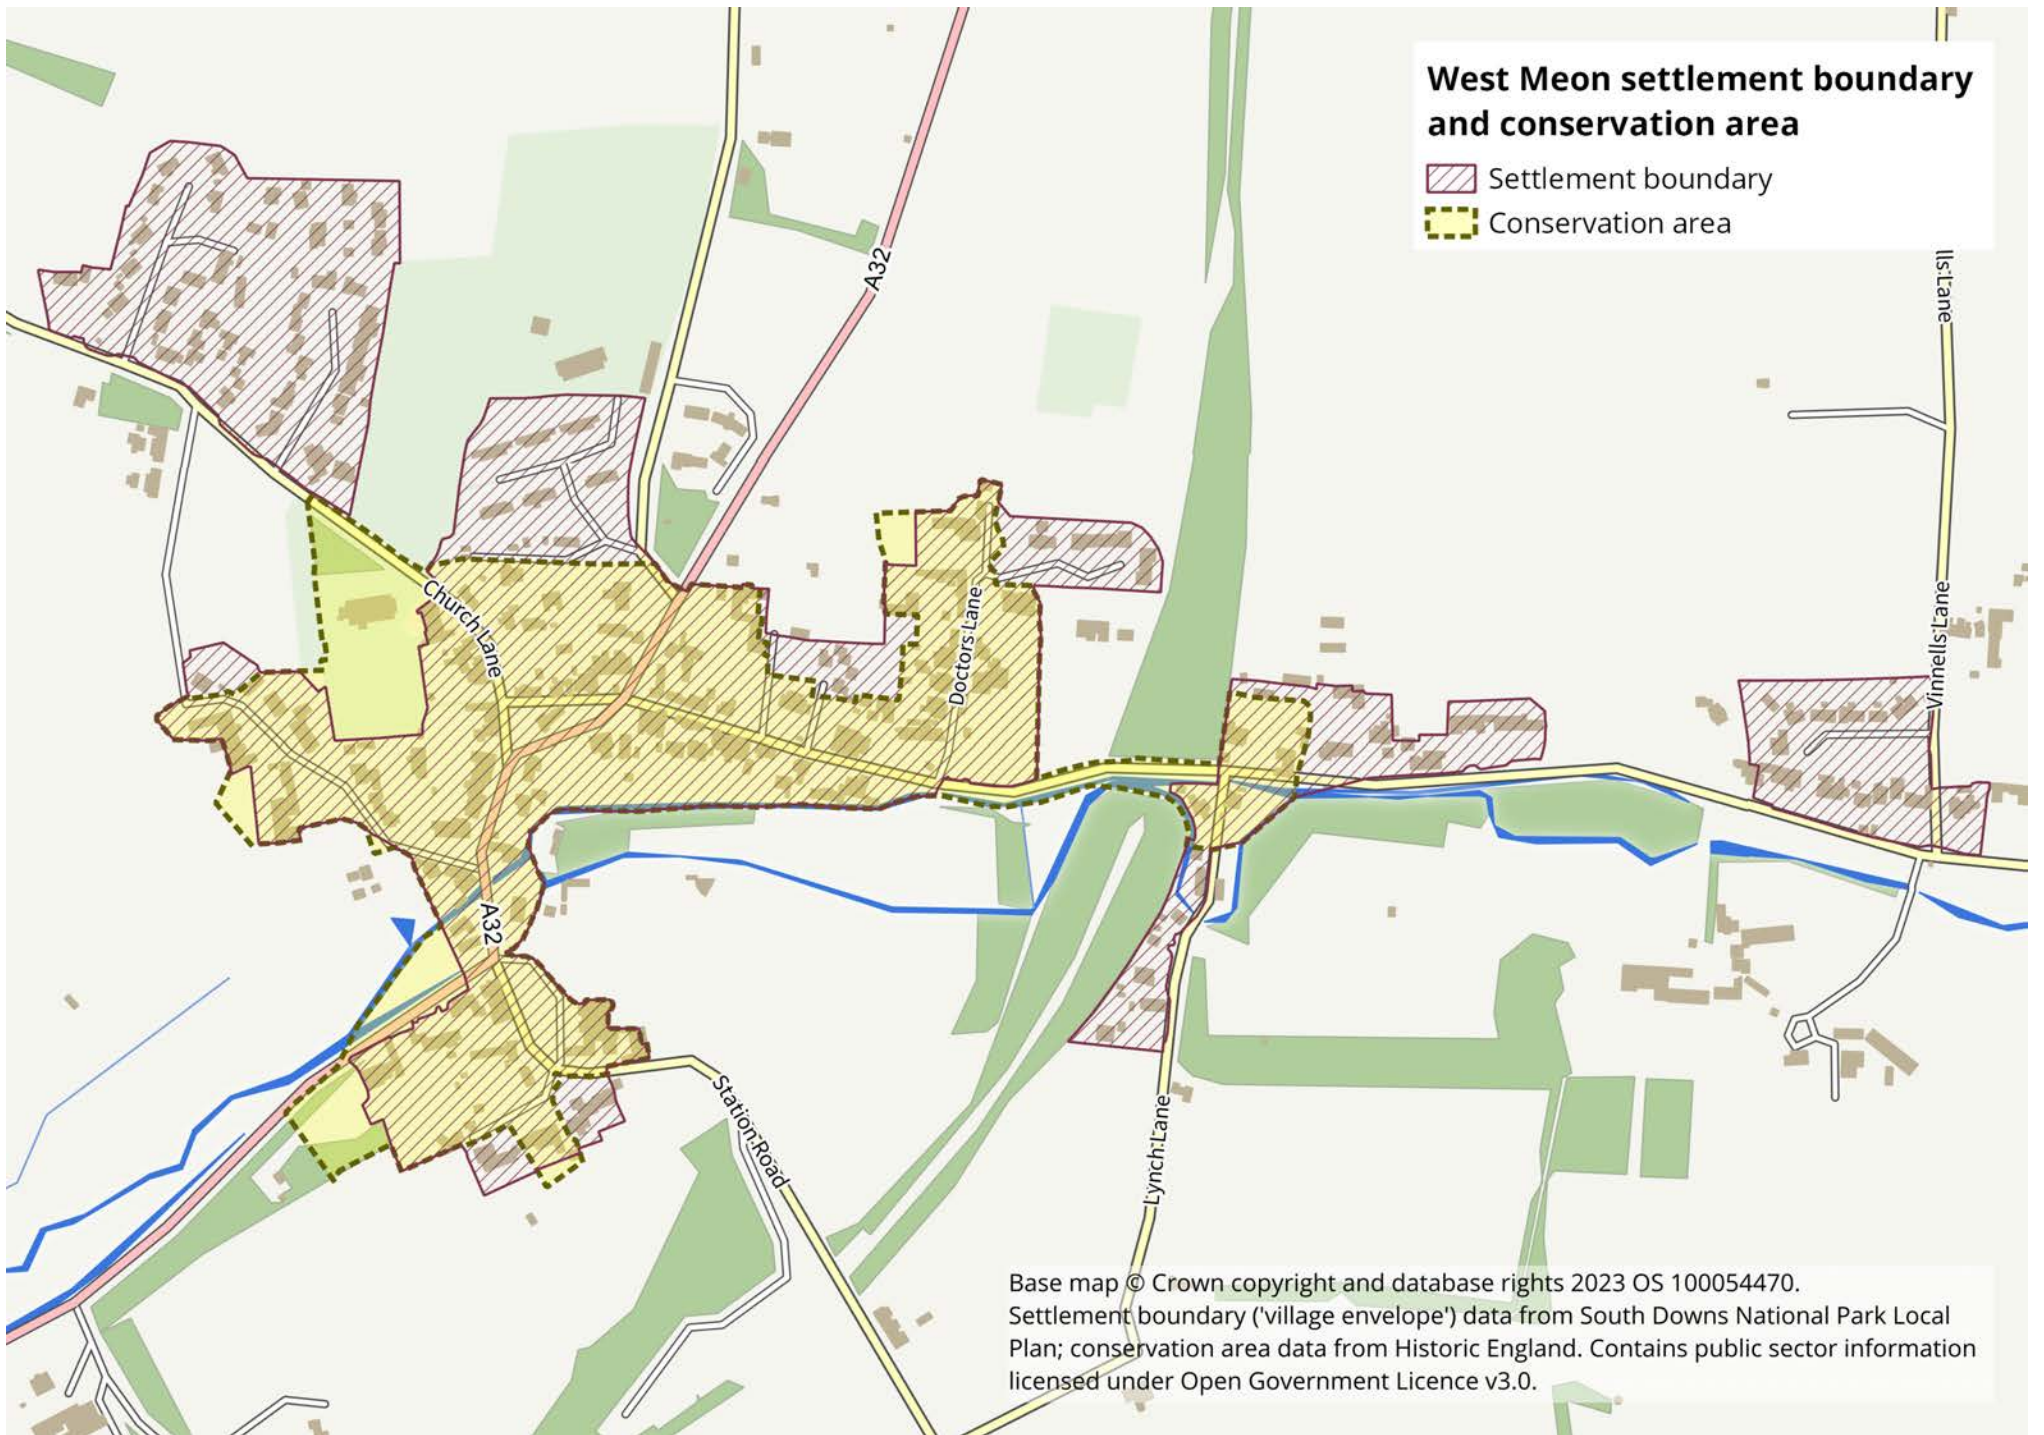 West Meon settlement boundary
and conservation area
Settlement boundary
Conservation area
A32
lls Lane
Church Lane
Doctors Lane
Vinnells Lane
A32
Station Road
Lynch Lane
Base map © Crown copyright and database rights 2023 OS 100054470.
Settlement boundary ('village envelope') data from South Downs National Park Local
Plan; conservation area data from Historic England. Contains public sector information
licensed under Open Government Licence v3.0.